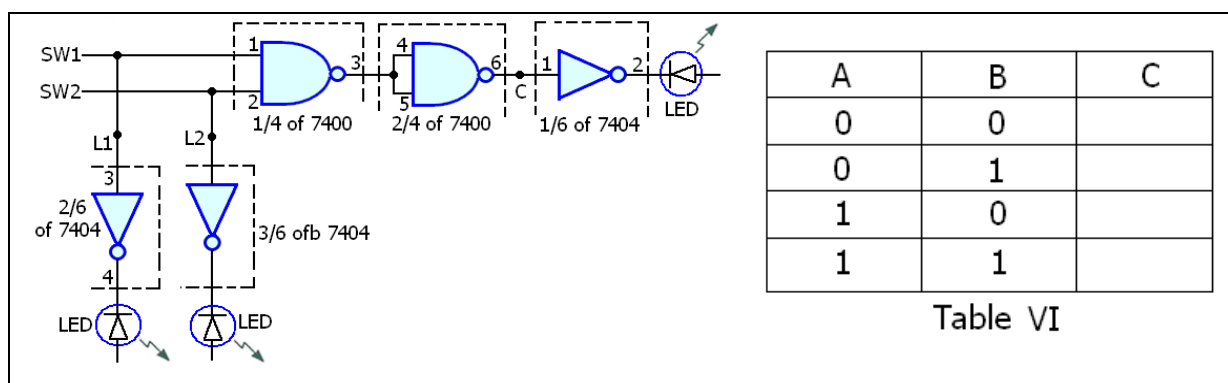 SW1
SW2
1
2
3
4
5
6
C
1
2
LED
1/4 of 7400
2/4 of 7400
1/6 of 7404
L1
L2
3
2/6
of 7404
4
3/6 ofb 7404
LED
LED
A B C
0 0
0 1
1 0
1 1
Table VI